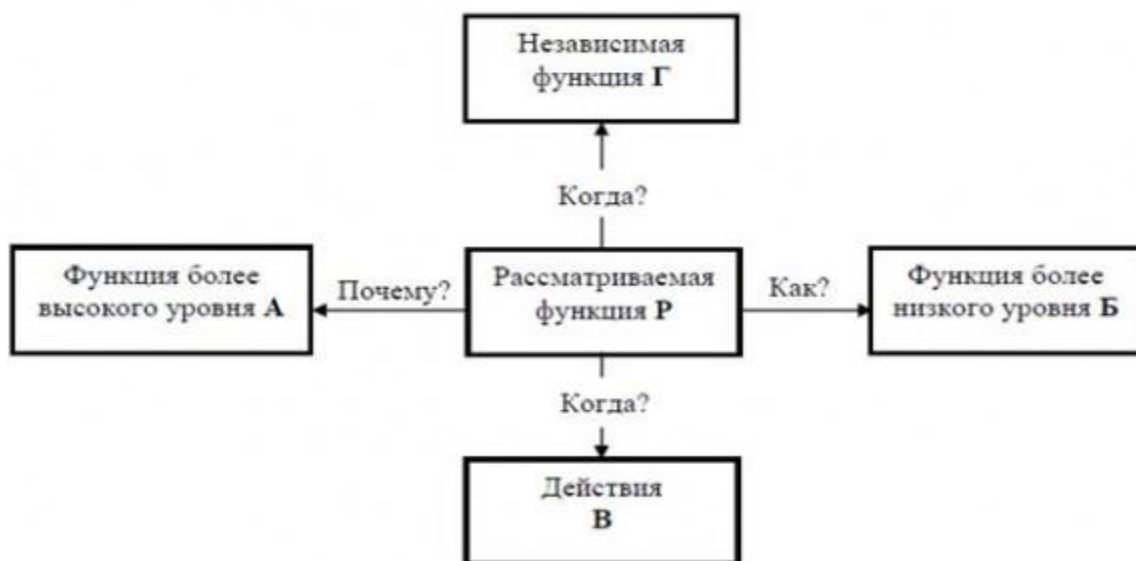 Независимая
функция Г
Когда?
Функция более
высокого уровня А
Почему?
Рассматриваемая
функция Р
Как?
Функция более
низкого уровня Б
Когда?
Действия
В